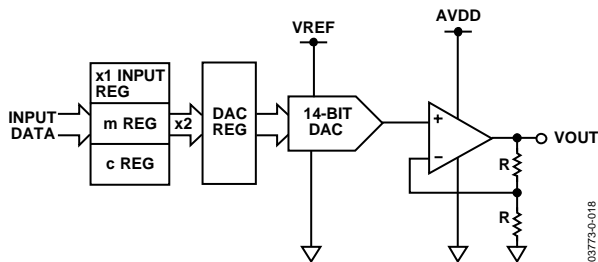 VREF
AVDD
x1 INPUT
REG
INPUT
DATA
m REG
x2
c REG
DAC
REG
14-BIT
DAC
+
–
VOUT
R
R
03773-0-018